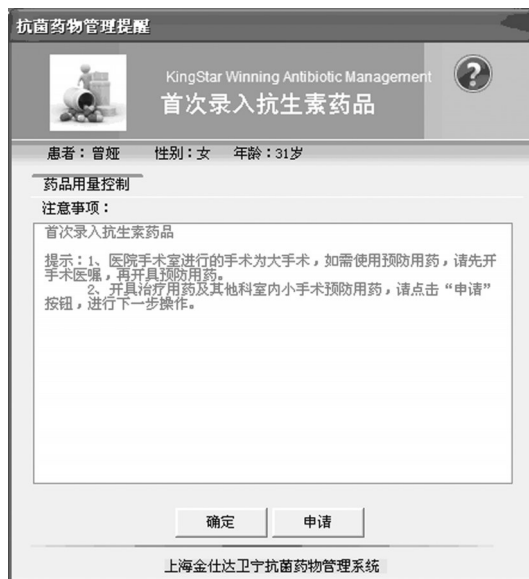 抗菌药物管理提醒
KingStar Winning Antibiotic Management
首次录入抗生素药品
患者：曾娅 性别：女 年龄：31岁
药品用量控制
注意事项：
首次录入抗生素药品
提示：1、医院手术室进行的手术为大手术，如需使用预防用药，请先开
手术医嘱，再开具预防用药。
2、开具治疗用药及其他科室内小手术预防用药，请点击“申请”
按钮，进行下一步操作。
确定 申请
上海金仕达卫宁抗菌药物管理系统